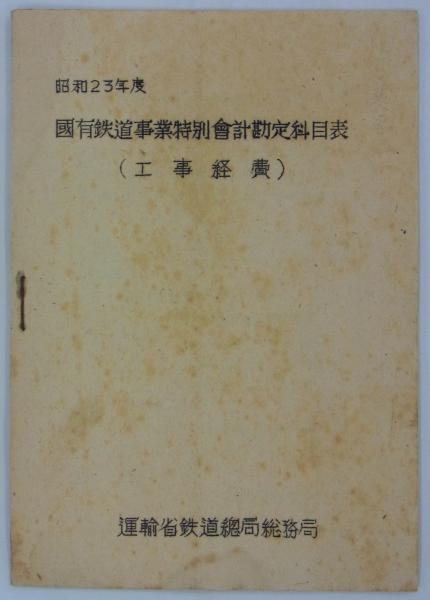 昭和23年度
國有鉄道事業特別會計勘定科目表
(工事経費)
運輸省鉄道總局総務局